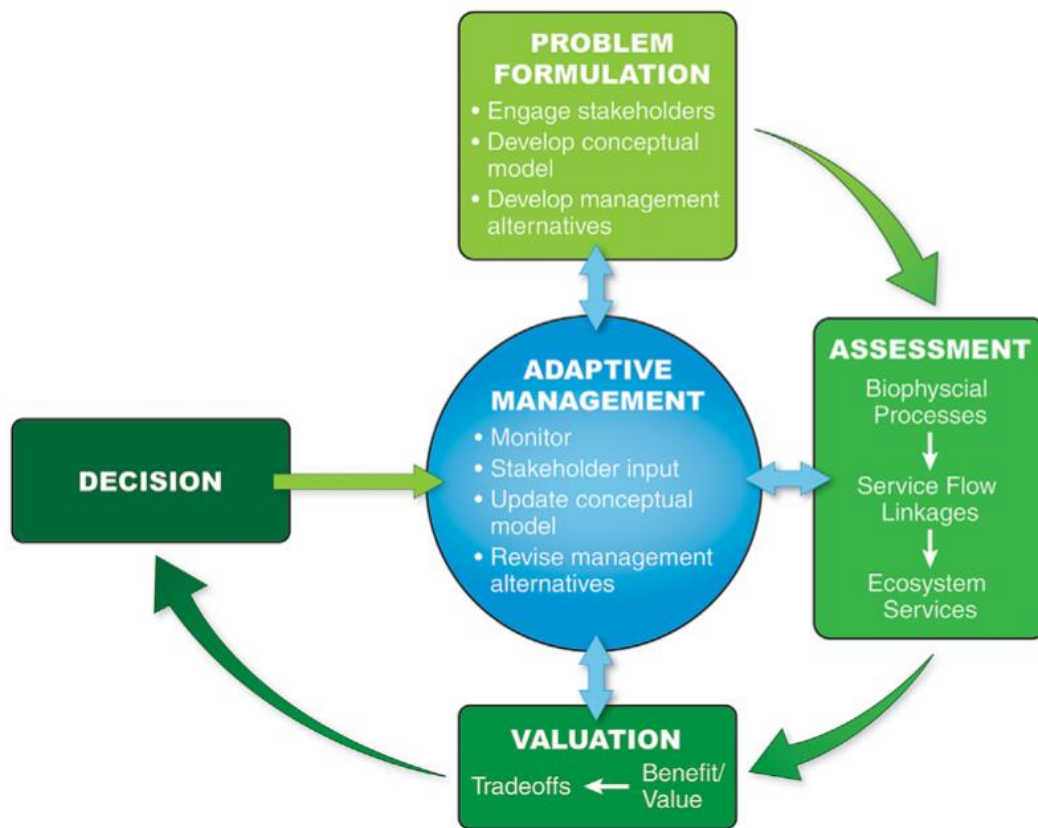 PROBLEM
FORMULATION
• Engage stakeholders
• Develop conceptual
model
• Develop management
alternatives
ASSESSMENT
Biophyscial
Processes
Service Flow
Linkages
Ecosystem
Services
ADAPTIVE
MANAGEMENT
• Monitor
• Stakeholder input
• Update conceptual
model
• Revise management
alternatives
DECISION
VALUATION
Tradeoffs
Benefit/
Value